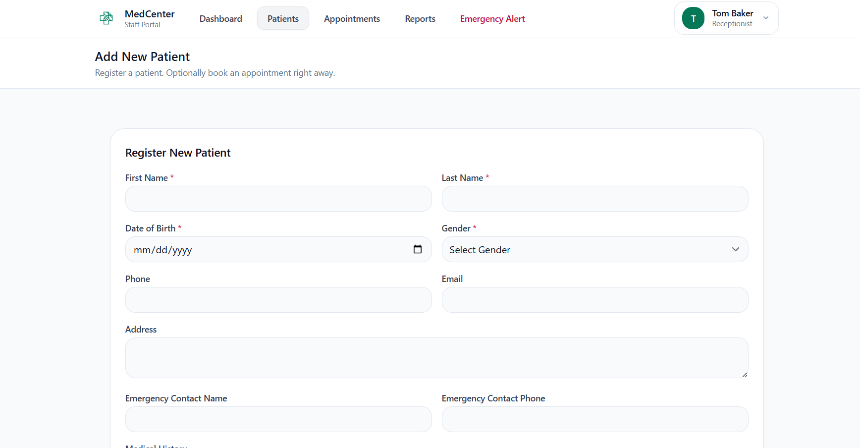 MedCenter
Staff Portal
Dashboard
Patients
Appointments
Reports
Emergency Alert
T
Tom Baker
Receptionist
Add New Patient
Register a patient. Optionally book an appointment right away.
Register New Patient
First Name *
Last Name *
Date of Birth *
Gender *
mm/dd/yyyy
Select Gender
Phone
Email
Address
Emergency Contact Name
Emergency Contact Phone
Medical History